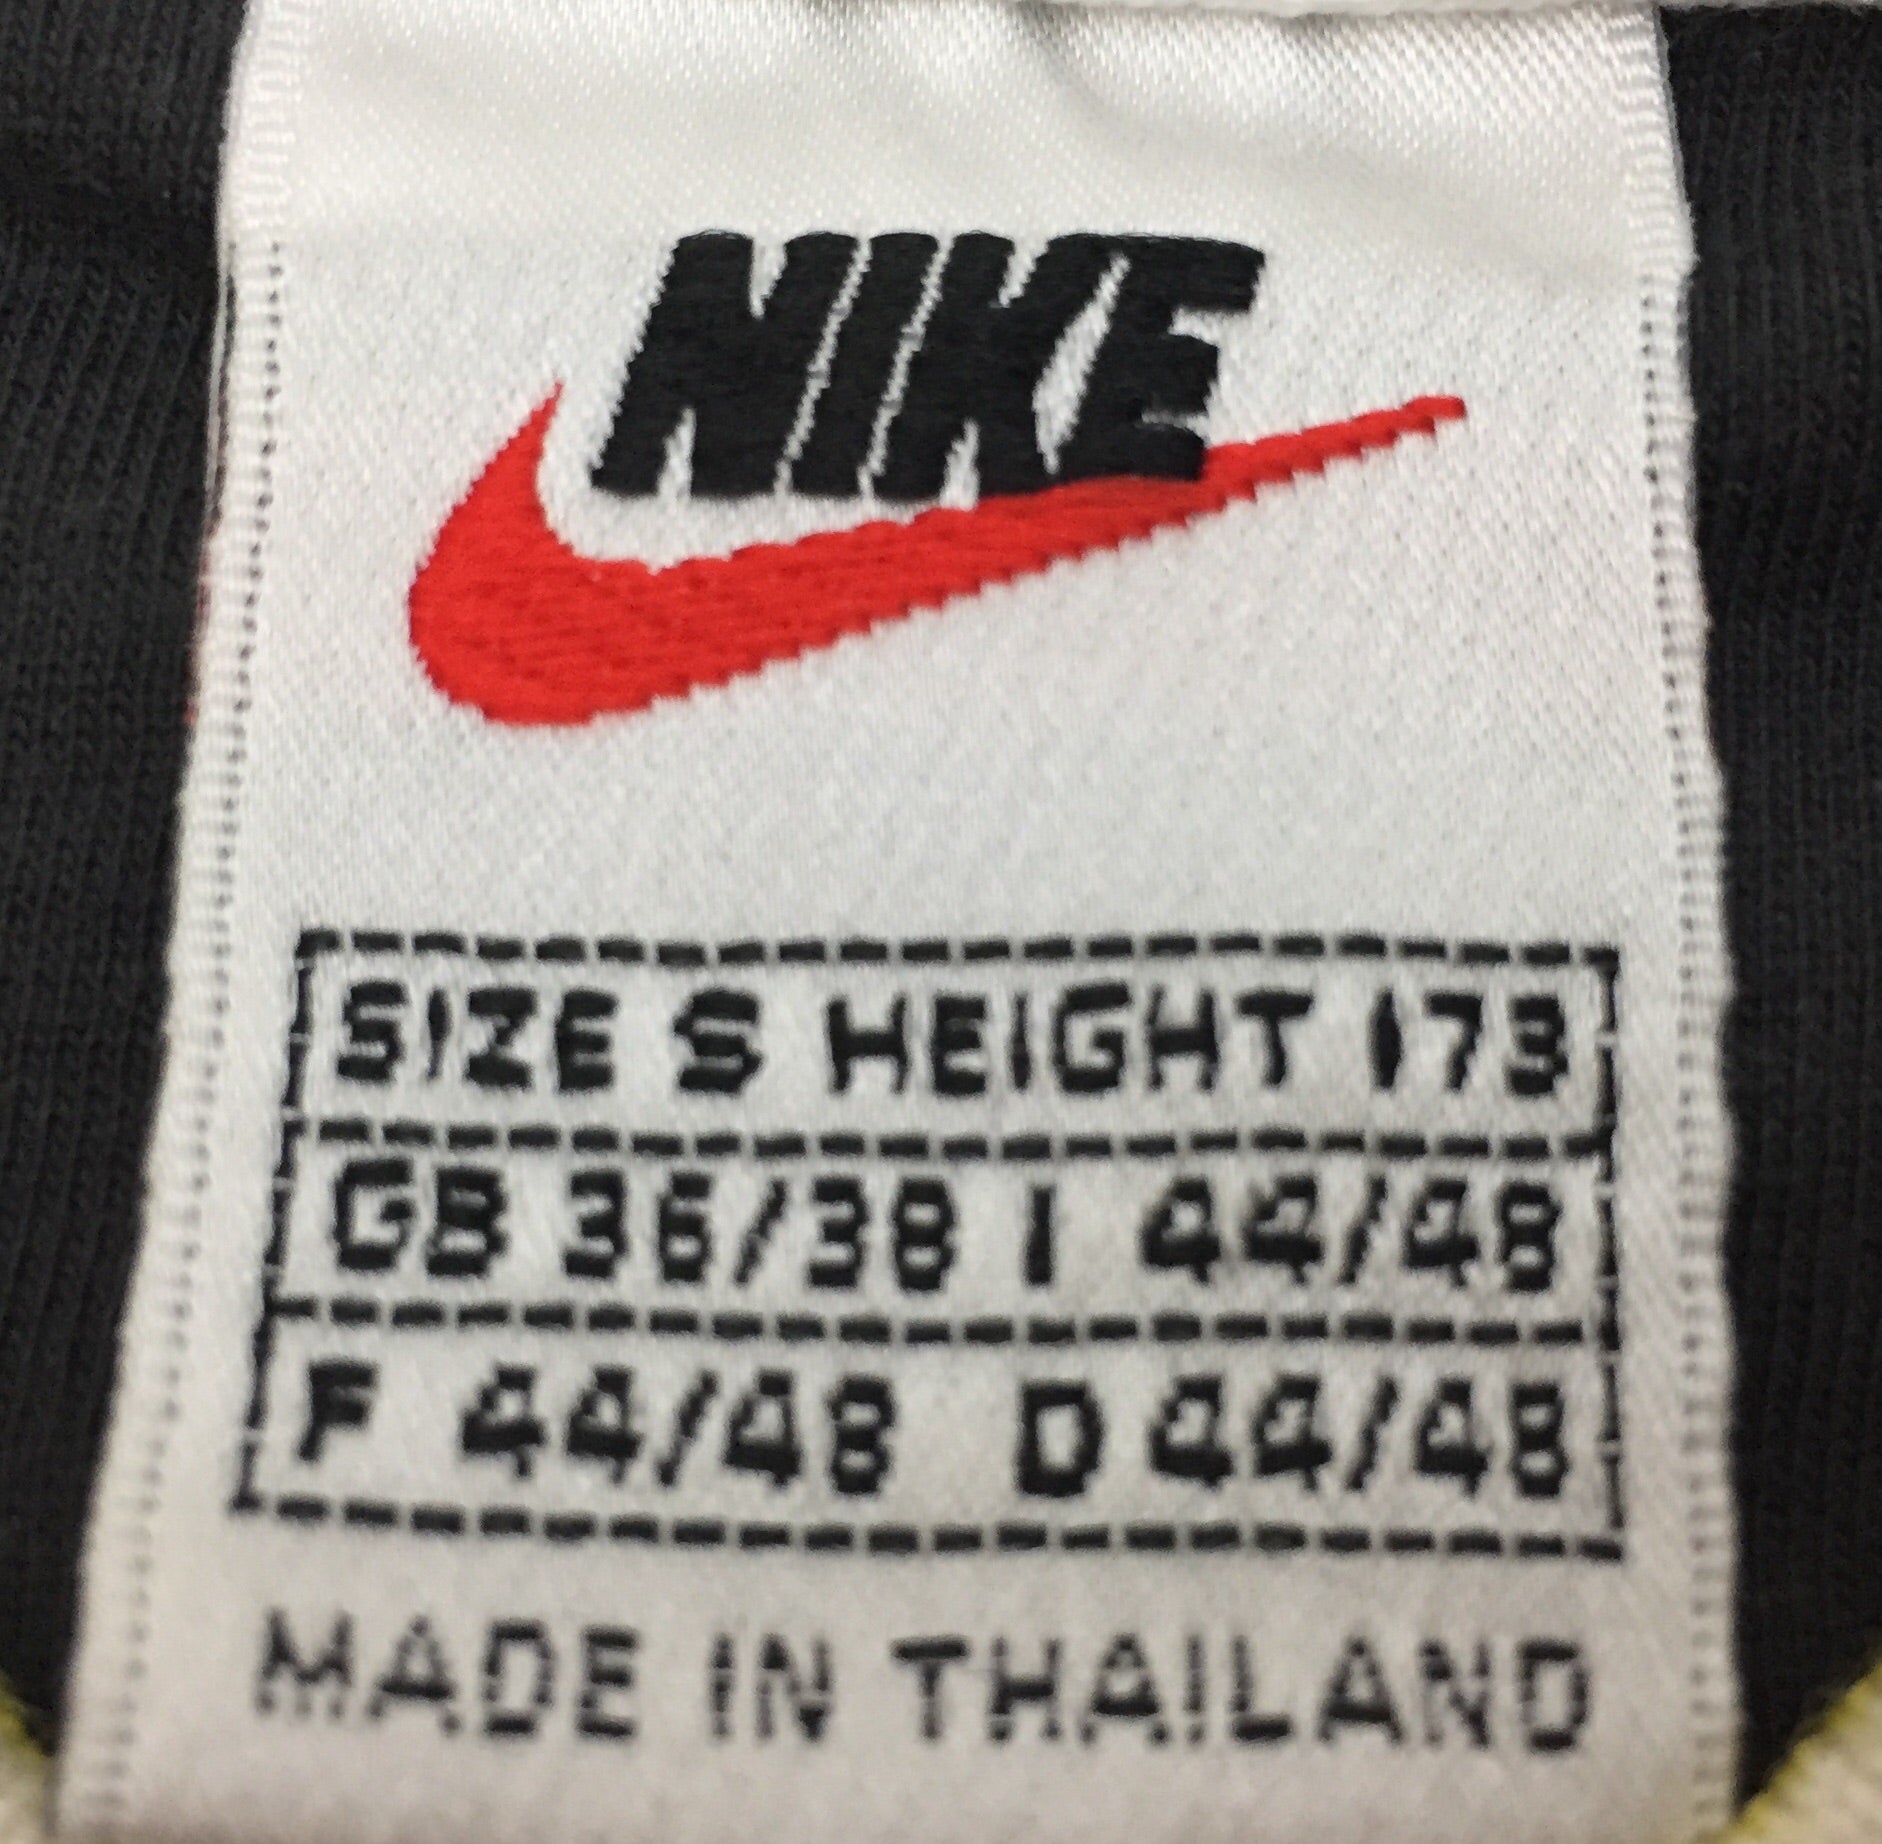 NIKE
SIZE S HEIGHT 173
GB 36/38 I 44/48
F 44/48 D 44/48
MADE IN THAILAND